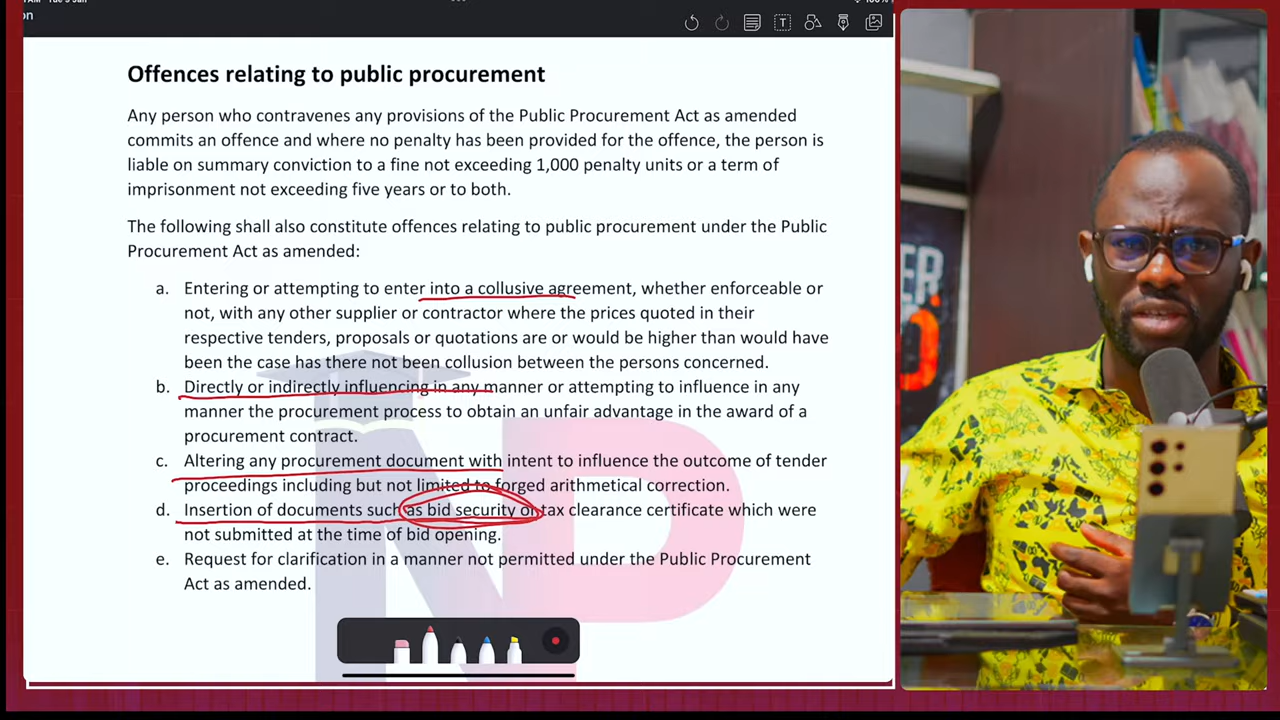 on
Offences relating to public procurement
Any person who contravenes any provisions of the Public Procurement Act as amended
commits an offence and where no penalty has been provided for the offence, the person is
liable on summary conviction to a fine not exceeding 1,000 penalty units or a term of
imprisonment not exceeding five years or to both.
The following shall also constitute offences relating to public procurement under the Public
Procurement Act as amended:
a. Entering or attempting to enter into a collusive agreement, whether enforceable or
not, with any other supplier or contractor where the prices quoted in their
respective tenders, proposals or quotations are or would be higher than would have
been the case has there not been collusion between the persons concerned.
b. Directly or indirectly influencing in any manner or attempting to influence in any
manner the procurement process to obtain an unfair advantage in the award of a
procurement contract.
c. Altering any procurement document with intent to influence the outcome of tender
proceedings including but not limited to forged arithmetical correction.
d. Insertion of documents such as bid security or tax clearance certificate which were
not submitted at the time of bid opening.
e. Request for clarification in a manner not permitted under the Public Procurement
Act as amended.